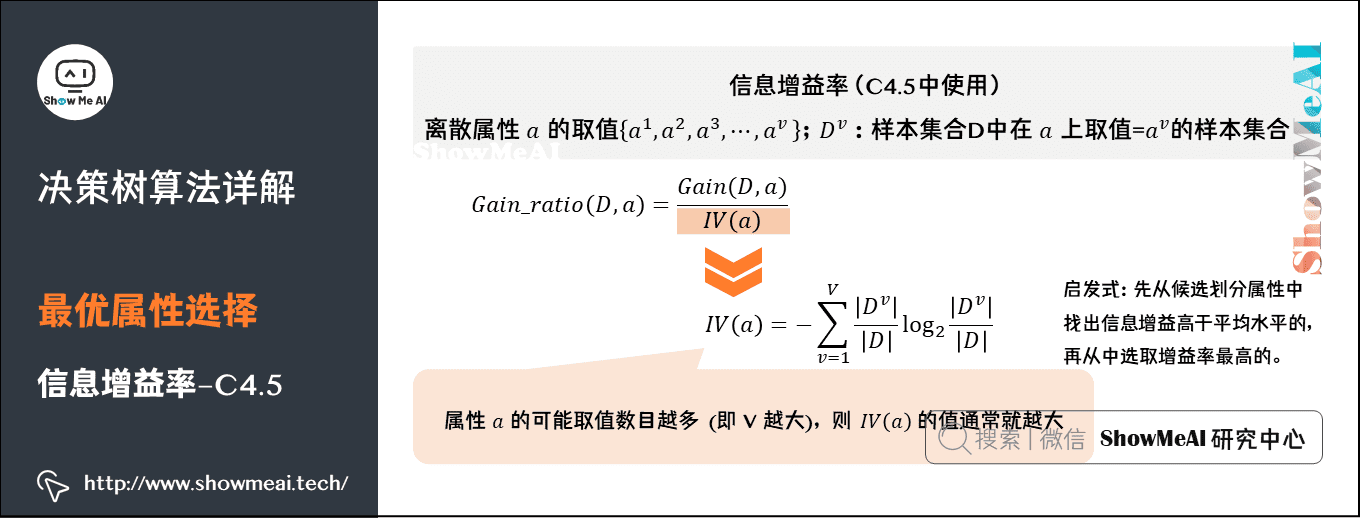 Show Me AI
决策树算法详解
最优属性选择
信息增益率-C4.5
http://www.showmeai.tech/
信息增益率(C4.5中使用)
离散属性 a 的取值{a¹,a²,a³,⋯,aᵛ}; Dᵛ：样本集合D中在 a 上取值=aᵛ的样本集合
ShowMeAI
ShowMeAI
Gain_ratio(D,a) = Gain(D,a) / IV(a)
IV(a) = −∑_{v=1}^{V} |Dᵛ|/|D| log₂ |Dᵛ|/|D|
启发式: 先从候选划分属性中
找出信息增益高于平均水平的,
再从中选取增益率最高的。
属性 a 的可能取值数目越多 (即 V 越大), 则 IV(a) 的值通常就越大
搜索 | 微信 ShowMeAI 研究中心